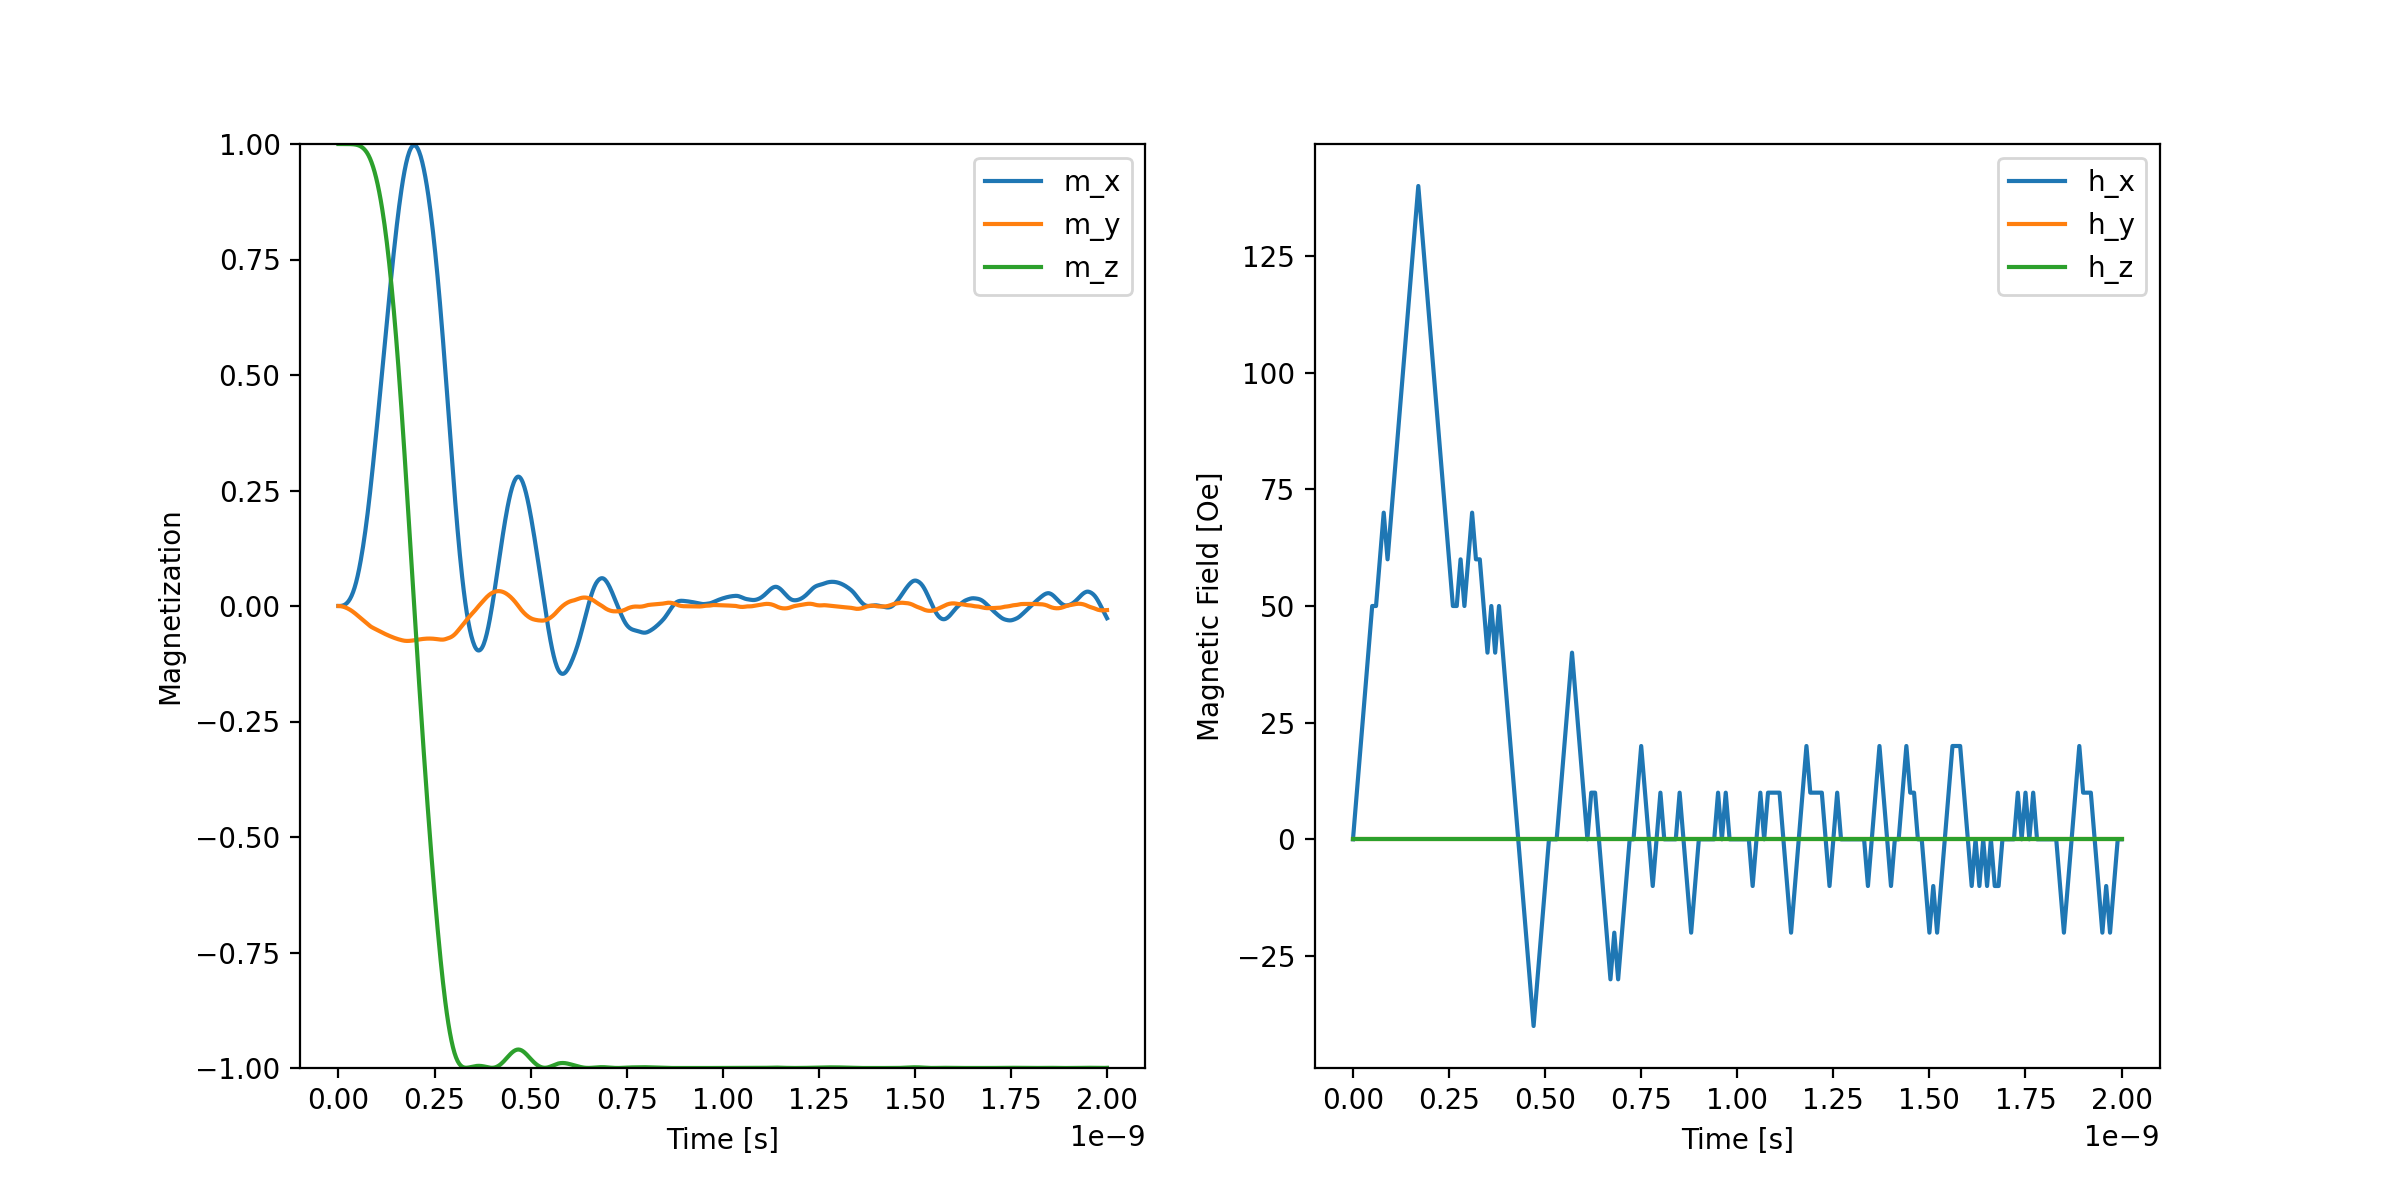 1.00
0.75
0.50
0.25
0.00
−0.25
−0.50
−0.75
−1.00
Magnetization
0.00 0.25 0.50 0.75 1.00 1.25 1.50 1.75 2.00
Time [s]
1e−9
m_x
m_y
m_z
125
100
75
50
25
0
−25
Magnetic Field [Oe]
0.00 0.25 0.50 0.75 1.00 1.25 1.50 1.75 2.00
Time [s]
1e−9
h_x
h_y
h_z